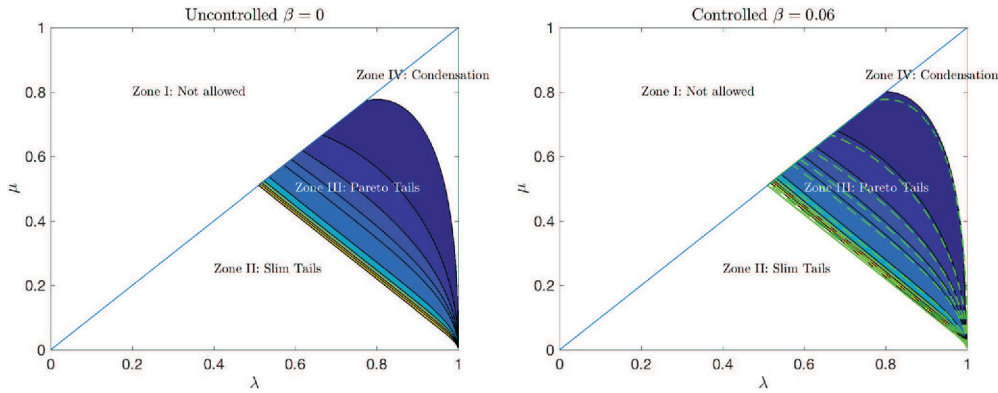 Uncontrolled β = 0
1
0.8
0.6
0.4
0.2
0
μ
Zone I: Not allowed
Zone IV: Condensation
Zone III: Pareto Tails
Zone II: Slim Tails
0 0.2 0.4 0.6 0.8 1
λ
Controlled β = 0.06
1
0.8
0.6
0.4
0.2
0
μ
Zone I: Not allowed
Zone IV: Condensation
Zone III: Pareto Tails
Zone II: Slim Tails
0 0.2 0.4 0.6 0.8 1
λ